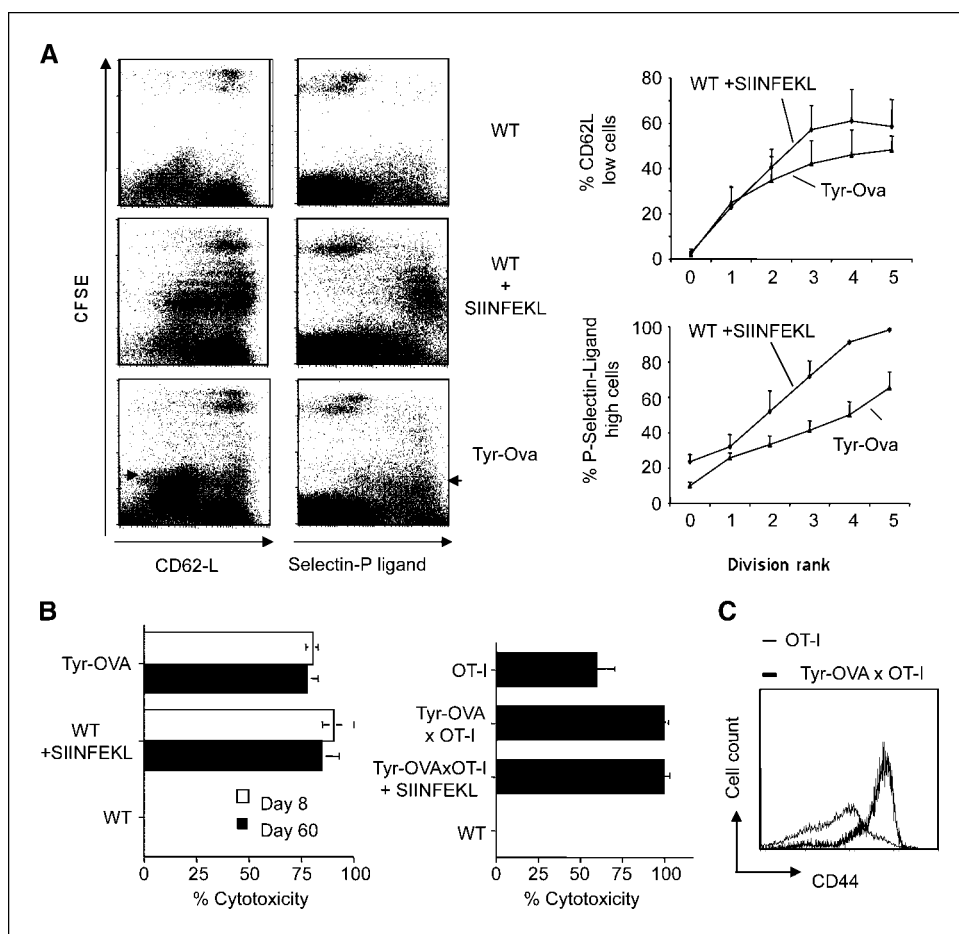 A
CFSE
WT
WT
+
SIINFEKL
Tyr-Ova
CD62-L
Selectin-P ligand
% CD62L
low cells
80
60
40
20
0
WT +SIINFEKL
Tyr-Ova
0 1 2 3 4 5
% P-Selectin-Ligand
high cells
100
80
60
40
20
0
WT +SIINFEKL
Tyr-Ova
0 1 2 3 4 5
Division rank
B
Tyr-OVA
WT
+SIINFEKL
WT
Day 8
Day 60
0 25 50 75 100
% Cytotoxicity
OT-I
Tyr-OVA
x OT-I
Tyr-OVAxOT-I
+ SIINFEKL
WT
0 25 50 75 100
% Cytotoxicity
C
OT-I
Tyr-OVA x OT-I
Cell count
CD44